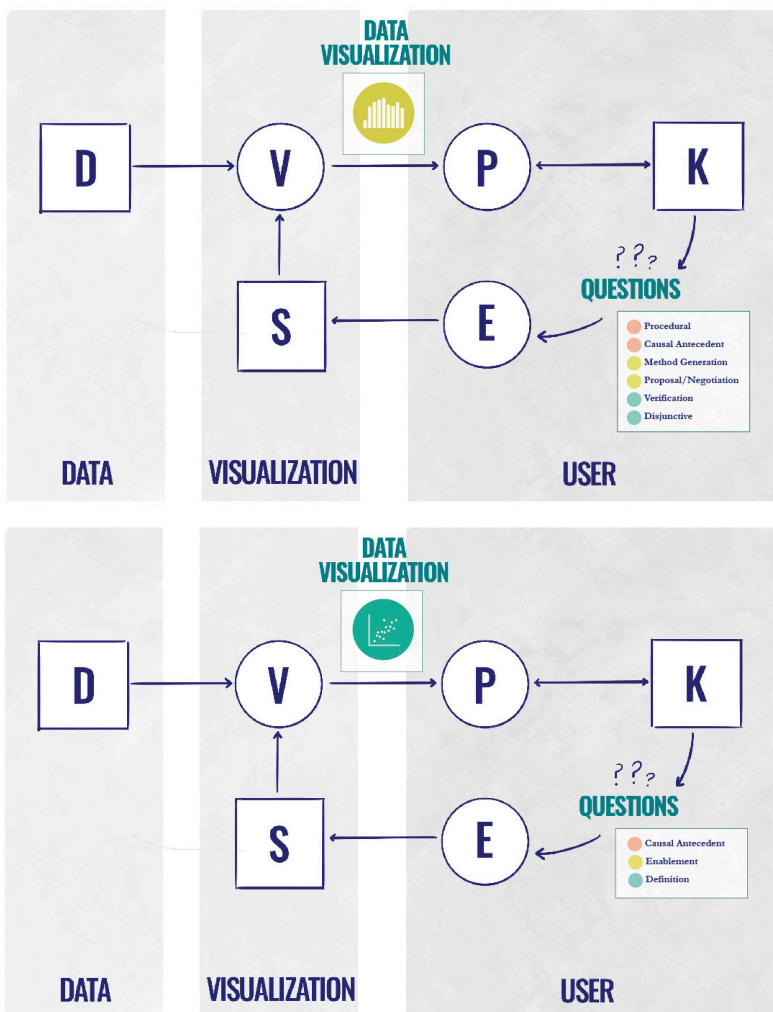 DATA
VISUALIZATION
D
V
P
K
? ? ?
QUESTIONS
S
E
Procedural
Causal Antecedent
Method Generation
Proposal/Negotiation
Verification
Disjunctive
DATA
VISUALIZATION
USER
DATA
VISUALIZATION
D
V
P
K
? ? ?
QUESTIONS
S
E
Causal Antecedent
Enablement
Definition
DATA
VISUALIZATION
USER